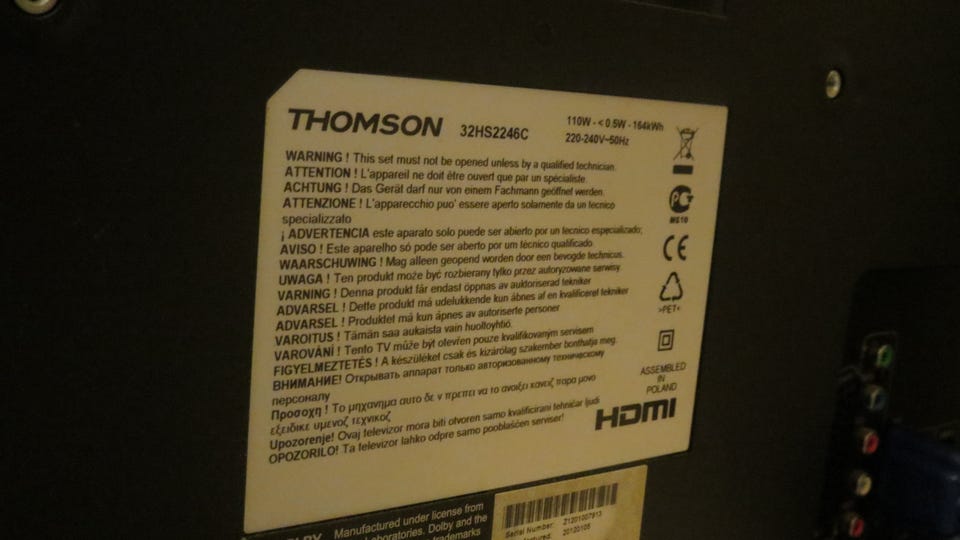 THOMSON 32HS2246C
110W - < 0.5W - 164kWh
220-240V~50Hz
WARNING ! This set must not be opened unless by a qualified technician.
ATTENTION ! L'appareil ne doit être ouvert que par un spécialiste.
ACHTUNG ! Das Gerät darf nur von einem Fachmann geöffnet werden.
ATTENZIONE ! L'apparecchio puo' essere aperto solamente da un tecnico
specializzato
¡ ADVERTENCIA este aparato solo puede ser abierto por un tecnico especializado;
AVISO ! Este aparelho só pode ser aberto por um técnico qualificado.
WAARSCHUWING ! Mag alleen geopend worden door een bevogde technicus.
UWAGA ! Ten produkt może być rozbierany tylko przez autoryzowane serwisy.
VARNING ! Denna produkt får endast öppnas av auktoriserad tekniker
ADVARSEL ! Dette produkt må udelukkende kun åbnes af en kvalificeret tekniker
ADVARSEL ! Produktet må kun åpnes av autoriserte personer
VAROITUS ! Tämän saa aukaista vain huoltoyhtiö.
VAROVÁNÍ ! Tento TV může být otevřen pouze kvalifikovaným servisem
FIGYELMEZTETÉS ! A készüléket csak és kizárólag szakember bonthatja meg.
ВНИМАНИЕ! Открывать аппарат только авторизованному техническому
персоналу
Προσοχη ! Το μηχανημα αυτο δε ν πρεπει να το ανοιξει κανεiζ παρα μονο
εξειδικε υμενοζ τεχνικοζ
Upozorenje! Ovaj televizor mora biti otvoren samo kvalificirani tehničar ljudi
OPOZORILO! Ta televizor lahko odpre samo pooblaščen serviser!
ME10
CE
>PET<
ASSEMBLED
IN
POLAND
HDMI
Manufactured under license from
Laboratories. Dolby and the
trademarks
Serial Number: Z1201007913
20120105